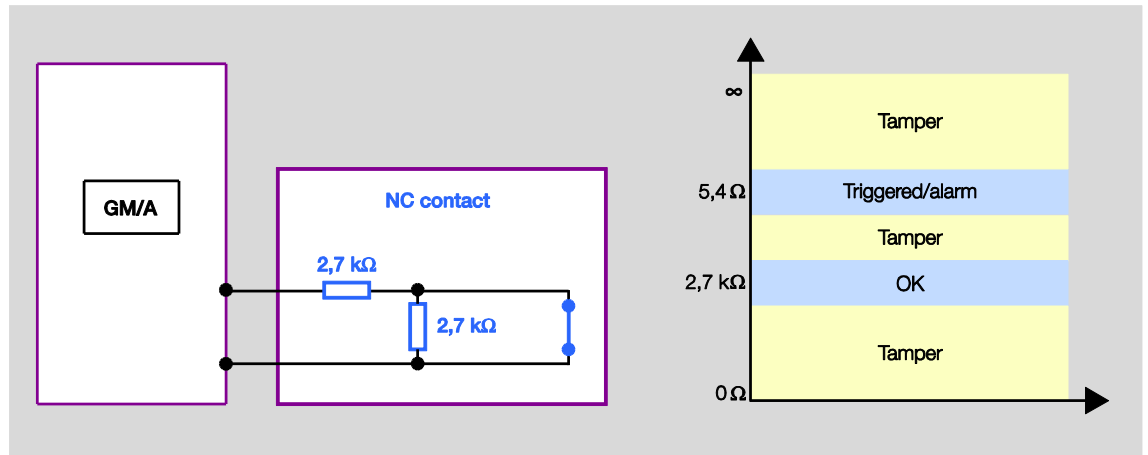 GM/A
NC contact
2,7 kΩ
2,7 kΩ
∞
Tamper
5,4 Ω
Triggered/alarm
Tamper
2,7 kΩ
OK
Tamper
0 Ω